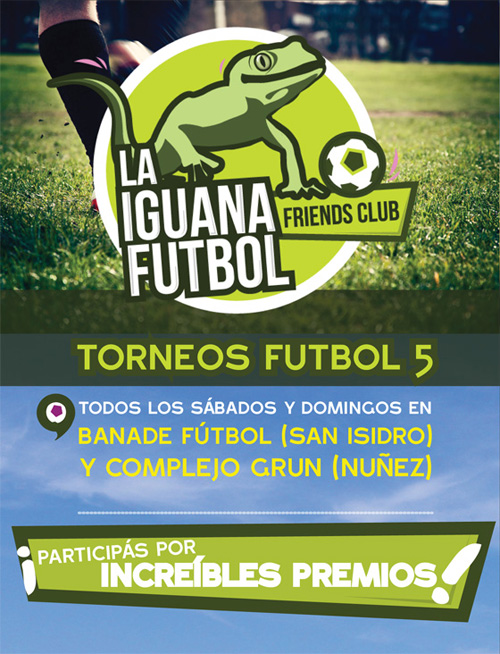 LA
IGUANA
FUTBOL
FRIENDS CLUB
TORNEOS FUTBOL 5
TODOS LOS SÁBADOS Y DOMINGOS EN
BANADE FÚTBOL (SAN ISIDRO)
Y COMPLEJO GRUN (NUÑEZ)
¡PARTICIPÁS POR
INCREÍBLES PREMIOS!